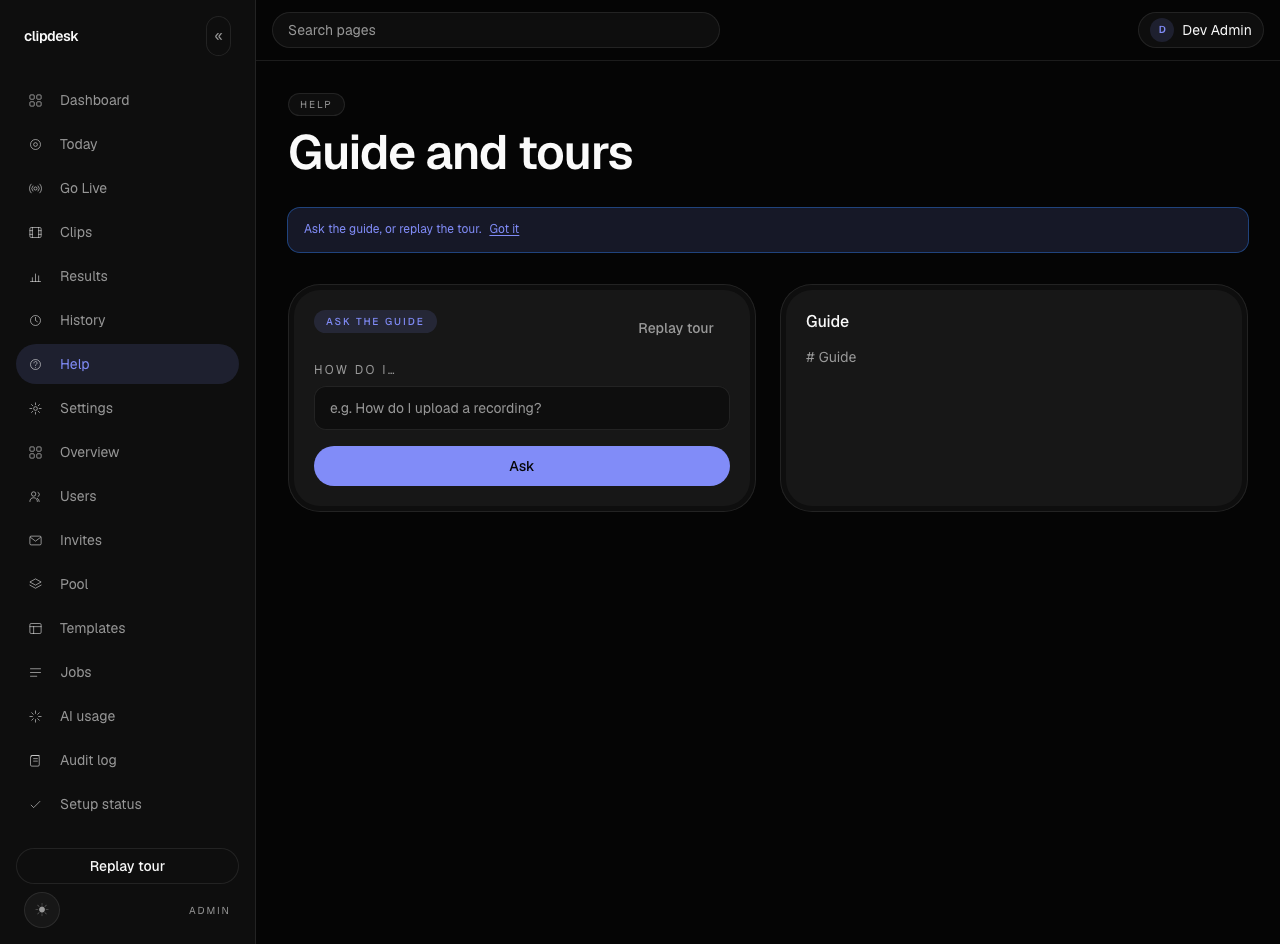 clipdesk
«
Dashboard
Today
Go Live
Clips
Results
History
Help
Settings
Overview
Users
Invites
Pool
Templates
Jobs
AI usage
Audit log
Setup status
Replay tour
ADMIN
Search pages
D Dev Admin
HELP
Guide and tours
Ask the guide, or replay the tour. Got it
ASK THE GUIDE
Replay tour
HOW DO I…
e.g. How do I upload a recording?
Ask
Guide
# Guide